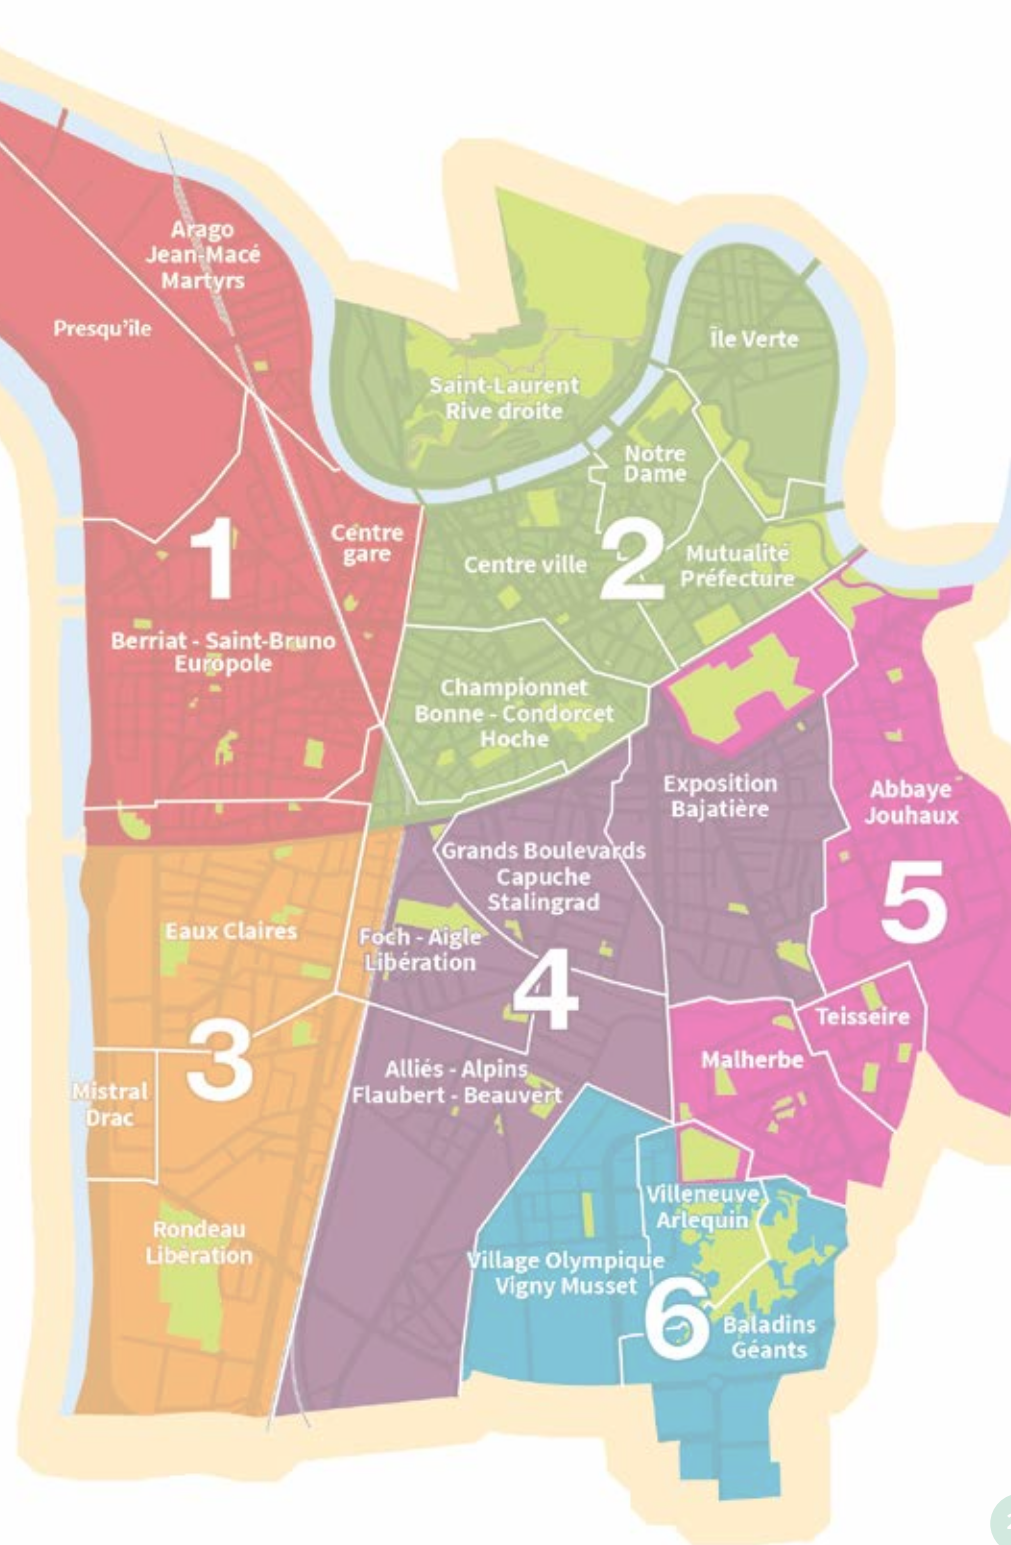 Arago
Jean-Macé
Martyrs
Presqu'île
Île Verte
Saint-Laurent
Rive droite
Notre
Dame
1
Centre
gare
Centre ville
2
Mutualité
Préfecture
Berriat - Saint-Bruno
Europole
Championnet
Bonne - Condorcet
Hoche
Exposition
Bajatière
Abbaye
Jouhaux
5
Grands Boulevards
Capuche
Stalingrad
Eaux Claires
Foch - Aigle
Libération
4
3
Teisseire
Malherbe
Mistral
Drac
Alliés - Alpins
Flaubert - Beauvert
Villeneuve
Arlequin
Rondeau
Libération
Village Olympique
Vigny Musset
6
Baladins
Géants